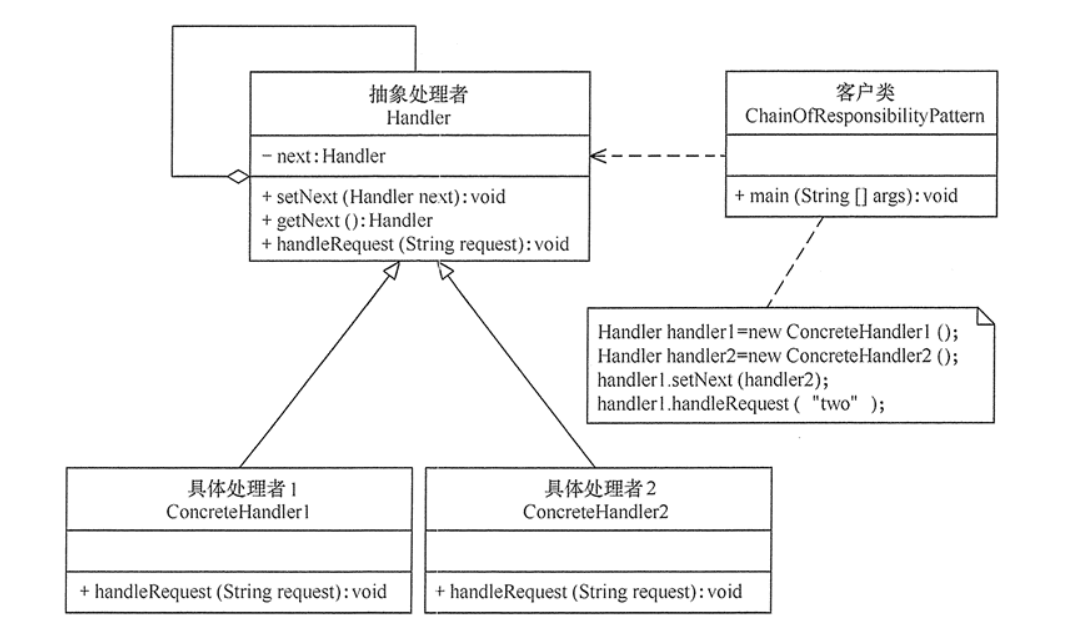 抽象处理者
Handler
- next:Handler
+ setNext (Handler next):void
+ getNext ():Handler
+ handleRequest (String request):void
客户类
ChainOfResponsibilityPattern
+ main (String [] args):void
Handler handler1=new ConcreteHandler1 ();
Handler handler2=new ConcreteHandler2 ();
handler1.setNext (handler2);
handler1.handleRequest ( "two" );
具体处理者1
ConcreteHandler1
+ handleRequest (String request):void
具体处理者2
ConcreteHandler2
+ handleRequest (String request):void